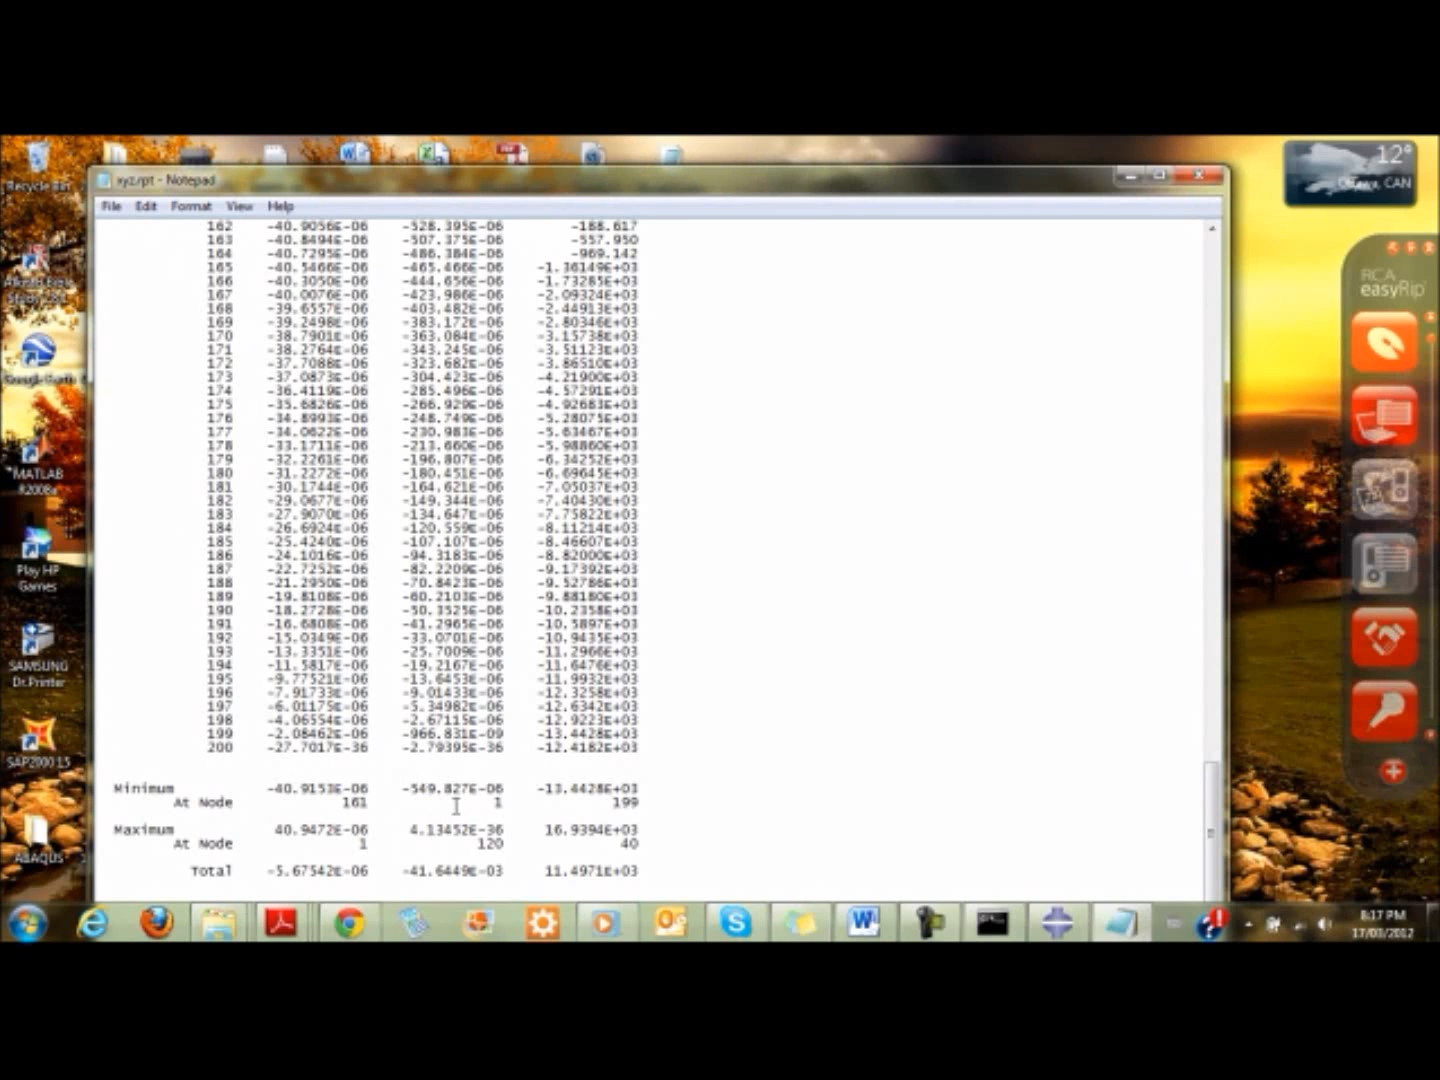 12°
Ottawa, CAN
Recycle Bin
xyz.rpt - Notepad
File Edit Format View Help
162 -40.9056E-06 -528.395E-06 -188.617
163 -40.8494E-06 -507.375E-06 -557.950
164 -40.7295E-06 -486.384E-06 -969.142
165 -40.5466E-06 -465.466E-06 -1.36149E+03
166 -40.3050E-06 -444.656E-06 -1.73285E+03
167 -40.0076E-06 -423.986E-06 -2.09324E+03
168 -39.6557E-06 -403.482E-06 -2.44913E+03
169 -39.2498E-06 -383.172E-06 -2.80346E+03
170 -38.7901E-06 -363.084E-06 -3.15738E+03
171 -38.2764E-06 -343.245E-06 -3.51123E+03
172 -37.7088E-06 -323.682E-06 -3.86510E+03
173 -37.0873E-06 -304.423E-06 -4.21900E+03
174 -36.4119E-06 -285.496E-06 -4.57291E+03
175 -35.6826E-06 -266.929E-06 -4.92683E+03
176 -34.8993E-06 -248.749E-06 -5.28075E+03
177 -34.0622E-06 -230.983E-06 -5.63467E+03
178 -33.1711E-06 -213.660E-06 -5.98860E+03
179 -32.2261E-06 -196.807E-06 -6.34252E+03
180 -31.2272E-06 -180.451E-06 -6.69645E+03
181 -30.1744E-06 -164.621E-06 -7.05037E+03
182 -29.0677E-06 -149.344E-06 -7.40430E+03
183 -27.9070E-06 -134.647E-06 -7.75822E+03
184 -26.6924E-06 -120.559E-06 -8.11214E+03
185 -25.4240E-06 -107.107E-06 -8.46607E+03
186 -24.1016E-06 -94.3183E-06 -8.82000E+03
187 -22.7252E-06 -82.2209E-06 -9.17392E+03
188 -21.2950E-06 -70.8423E-06 -9.52786E+03
189 -19.8108E-06 -60.2103E-06 -9.88180E+03
190 -18.2728E-06 -50.3525E-06 -10.2358E+03
191 -16.6808E-06 -41.2965E-06 -10.5897E+03
192 -15.0349E-06 -33.0701E-06 -10.9435E+03
193 -13.3351E-06 -25.7009E-06 -11.2966E+03
194 -11.5817E-06 -19.2167E-06 -11.6476E+03
195 -9.77521E-06 -13.6453E-06 -11.9932E+03
196 -7.91733E-06 -9.01433E-06 -12.3258E+03
197 -6.01175E-06 -5.34982E-06 -12.6342E+03
198 -4.06554E-06 -2.67115E-06 -12.9223E+03
199 -2.08462E-06 -966.831E-09 -13.4428E+03
200 -27.7017E-36 -2.79395E-36 -12.4182E+03
Minimum -40.9153E-06 -549.827E-06 -13.4428E+03
At Node 161 1 199
Maximum 40.9472E-06 4.13452E-36 16.9394E+03
At Node 1 120 40
Total -5.67542E-06 -41.6449E-03 11.4971E+03
RCA
easyRip
Google Earth
MATLAB
R2008a
Play HP
Games
SAMSUNG
Dr.Printer
SAP2000 15
ABAQUS
8:17 PM
17/03/2012